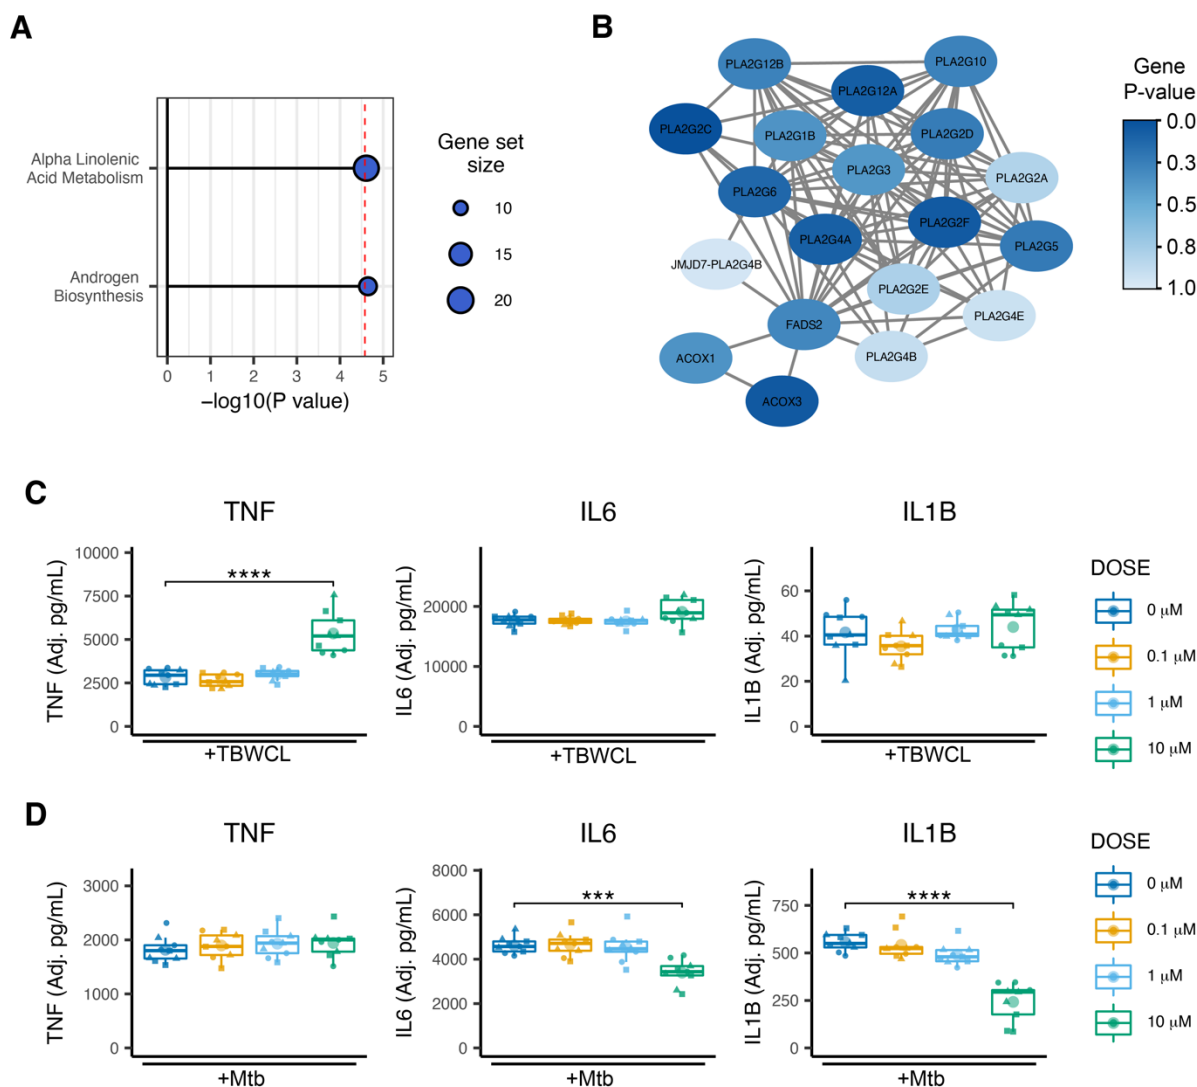 A
Alpha Linolenic
Acid Metabolism
Androgen
Biosynthesis
0 1 2 3 4 5
−log10(P value)
Gene set
size
10
15
20
B
PLA2G12B
PLA2G10
PLA2G12A
PLA2G2C
PLA2G1B
PLA2G2D
PLA2G3
PLA2G2A
PLA2G6
PLA2G2F
PLA2G4A
PLA2G5
JMJD7-PLA2G4B
PLA2G2E
FADS2
PLA2G4E
ACOX1
PLA2G4B
ACOX3
Gene
P-value
0.0
0.3
0.5
0.8
1.0
C
TNF
TNF (Adj. pg/mL)
10000
7500
5000
2500
0
****
+TBWCL
IL6
IL6 (Adj. pg/mL)
20000
10000
0
+TBWCL
IL1B
IL1B (Adj. pg/mL)
60
40
20
0
+TBWCL
DOSE
0 μM
0.1 μM
1 μM
10 μM
D
TNF
TNF (Adj. pg/mL)
3000
2000
1000
0
+Mtb
IL6
IL6 (Adj. pg/mL)
8000
6000
4000
2000
0
***
+Mtb
IL1B
IL1B (Adj. pg/mL)
750
500
250
0
****
+Mtb
DOSE
0 μM
0.1 μM
1 μM
10 μM